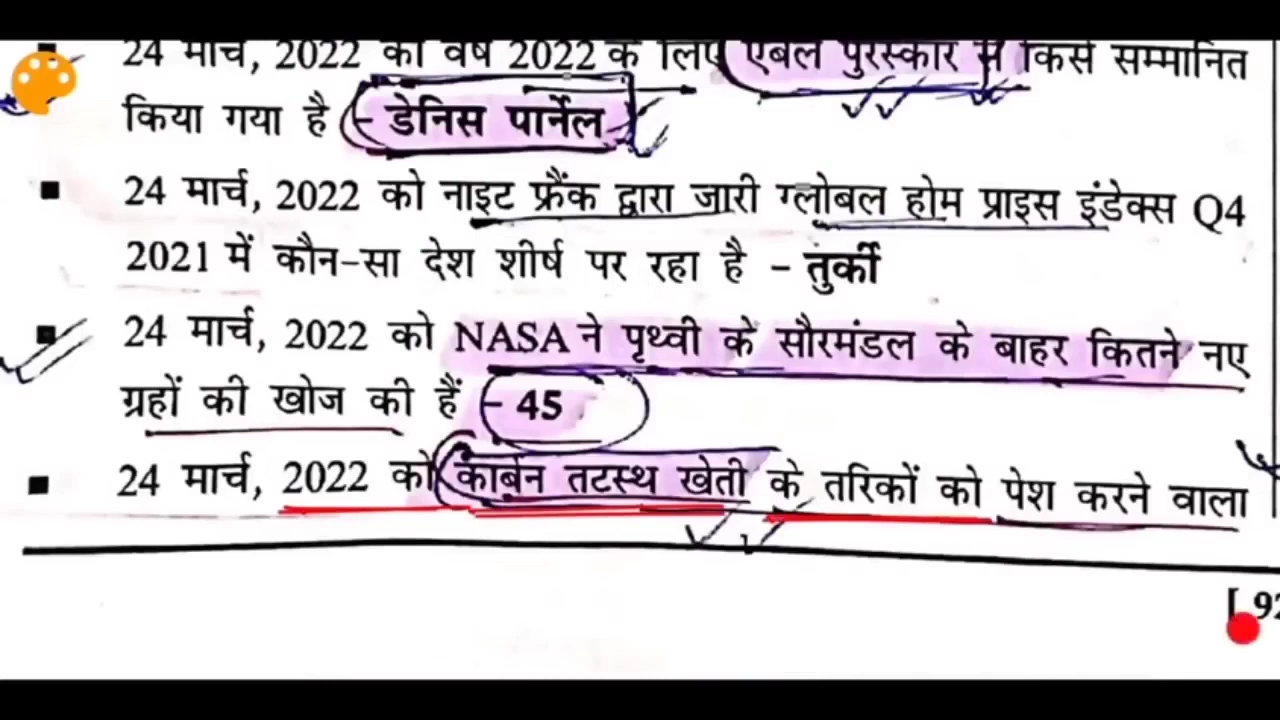 24 मार्च, 2022 को वर्ष 2022 के लिए एबेल पुरस्कार से किसे सम्मानित
किया गया है - डेनिस पार्नेल
▪ 24 मार्च, 2022 को नाइट फ्रैंक द्वारा जारी ग्लोबल होम प्राइस इंडेक्स Q4
2021 में कौन-सा देश शीर्ष पर रहा है - तुर्की
▪ 24 मार्च, 2022 को NASA ने पृथ्वी के सौरमंडल के बाहर कितने नए
ग्रहों की खोज की हैं - 45
▪ 24 मार्च, 2022 को कार्बन तटस्थ खेती के तरिकों को पेश करने वाला
[ 92